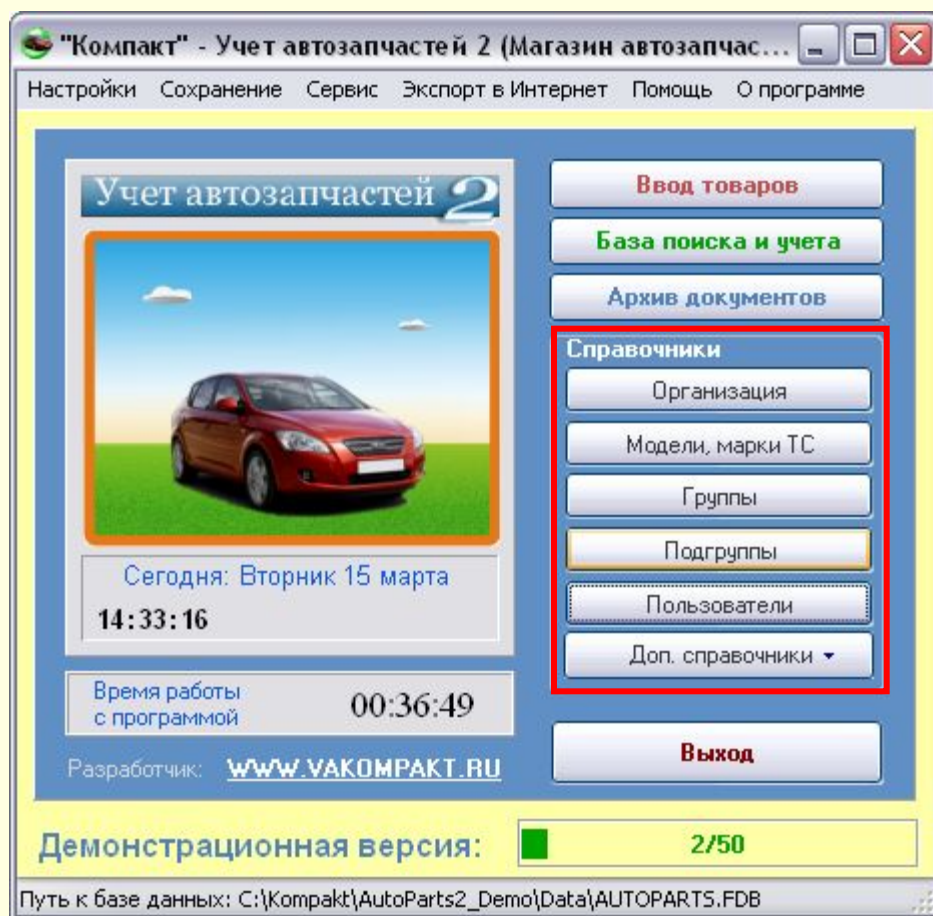 "Компакт" - Учет автозапчастей 2 (Магазин автозапчас...
Настройки Сохранение Сервис Экспорт в Интернет Помощь О программе
Учет автозапчастей 2
Сегодня: Вторник 15 марта
14:33:16
Время работы
с программой
00:36:49
Разработчик: WWW.VAKOMPAKT.RU
Ввод товаров
База поиска и учета
Архив документов
Справочники
Организация
Модели, марки ТС
Группы
Подгруппы
Пользователи
Доп. справочники
Выход
Демонстрационная версия: 2/50
Путь к базе данных: C:\Kompakt\AutoParts2_Demo\Data\AUTOPARTS.FDB